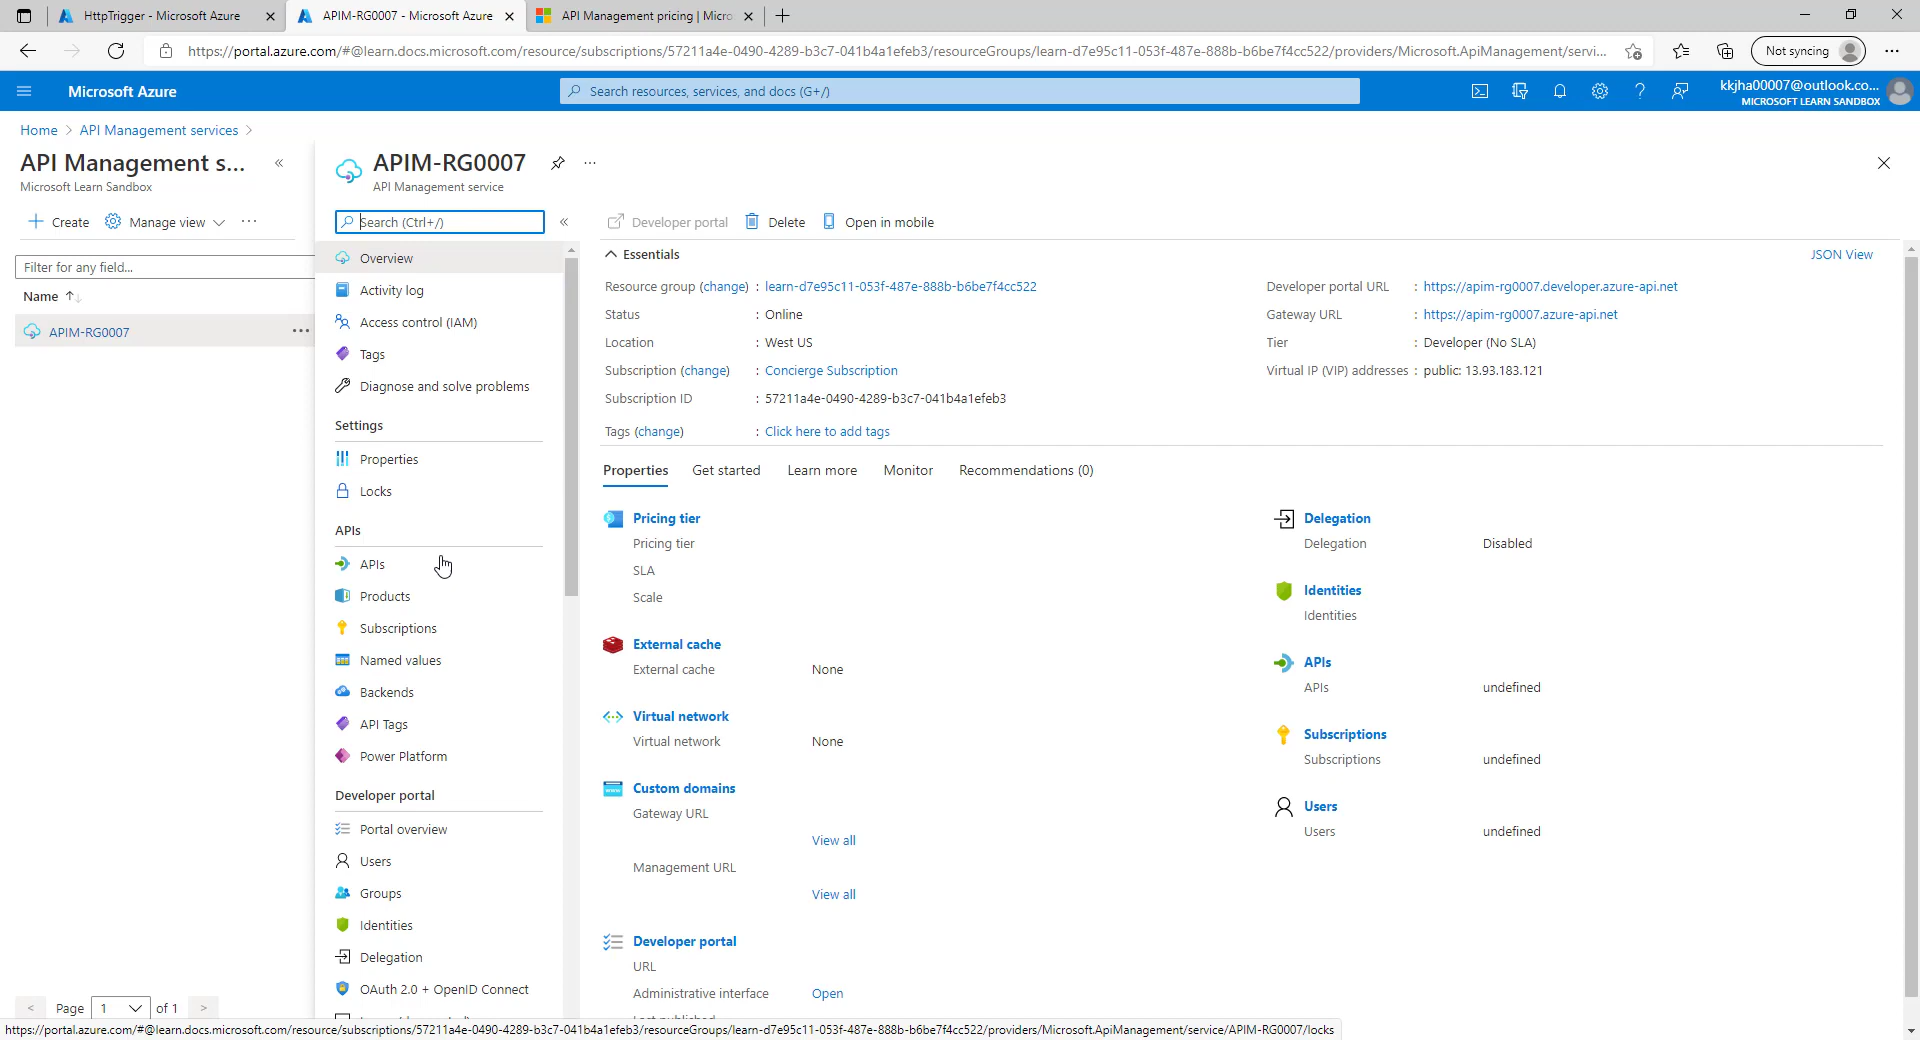 HttpTrigger - Microsoft Azure
APIM-RG0007 - Microsoft Azure
API Management pricing | Micro
https://portal.azure.com/#@learn.docs.microsoft.com/resource/subscriptions/57211a4e-0490-4289-b3c7-041b4a1efeb3/resourceGroups/learn-d7e95c11-053f-487e-888b-b6be7f4cc522/providers/Microsoft.ApiManagement/servi...
Not syncing
Microsoft Azure
Search resources, services, and docs (G+/)
kkjha00007@outlook.co...
MICROSOFT LEARN SANDBOX
Home > API Management services >
API Management s...
Microsoft Learn Sandbox
Create
Manage view
Filter for any field...
Name
APIM-RG0007
Page 1 of 1
APIM-RG0007
API Management service
Search (Ctrl+/)
Overview
Activity log
Access control (IAM)
Tags
Diagnose and solve problems
Settings
Properties
Locks
APIs
APIs
Products
Subscriptions
Named values
Backends
API Tags
Power Platform
Developer portal
Portal overview
Users
Groups
Identities
Delegation
OAuth 2.0 + OpenID Connect
Developer portal
Delete
Open in mobile
Essentials
JSON View
Resource group (change) : learn-d7e95c11-053f-487e-888b-b6be7f4cc522
Status : Online
Location : West US
Subscription (change) : Concierge Subscription
Subscription ID : 57211a4e-0490-4289-b3c7-041b4a1efeb3
Tags (change) : Click here to add tags
Developer portal URL : https://apim-rg0007.developer.azure-api.net
Gateway URL : https://apim-rg0007.azure-api.net
Tier : Developer (No SLA)
Virtual IP (VIP) addresses : public: 13.93.183.121
Properties
Get started
Learn more
Monitor
Recommendations (0)
Pricing tier
Pricing tier
SLA
Scale
External cache
External cache None
Virtual network
Virtual network None
Custom domains
Gateway URL
View all
Management URL
View all
Developer portal
URL
Administrative interface Open
Delegation
Delegation Disabled
Identities
Identities
APIs
APIs undefined
Subscriptions
Subscriptions undefined
Users
Users undefined
https://portal.azure.com/#@learn.docs.microsoft.com/resource/subscriptions/57211a4e-0490-4289-b3c7-041b4a1efeb3/resourceGroups/learn-d7e95c11-053f-487e-888b-b6be7f4cc522/providers/Microsoft.ApiManagement/service/APIM-RG0007/locks